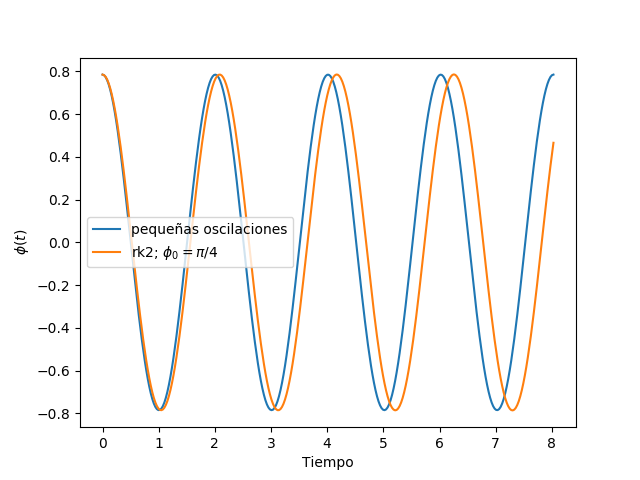 0.8
0.6
0.4
0.2
0.0
−0.2
−0.4
−0.6
−0.8
ϕ(t)
pequeñas oscilaciones
rk2; ϕ₀ = π/4
0 1 2 3 4 5 6 7 8
Tiempo